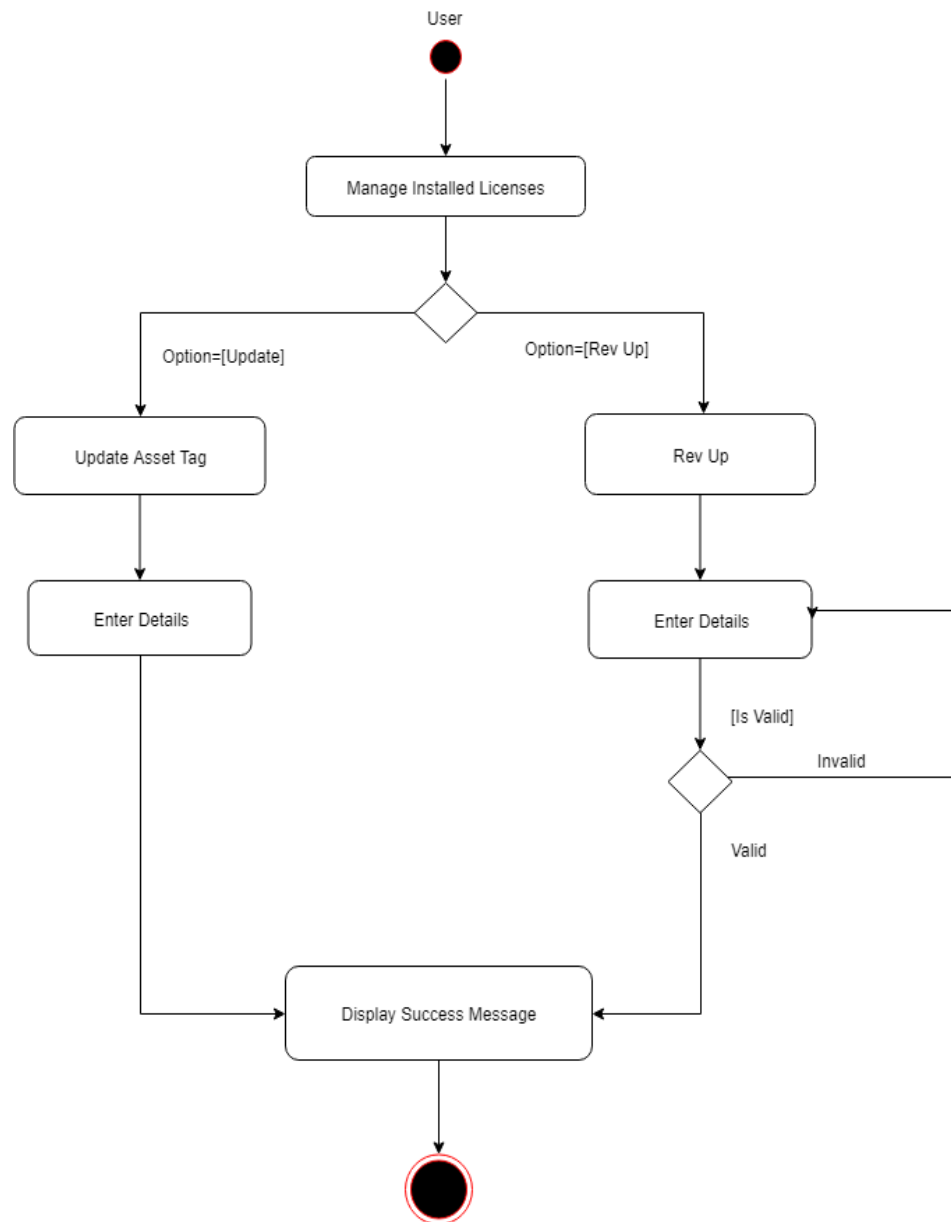 User
Manage Installed Licenses
Option=[Update]
Option=[Rev Up]
Update Asset Tag
Rev Up
Enter Details
Enter Details
[Is Valid]
Invalid
Valid
Display Success Message